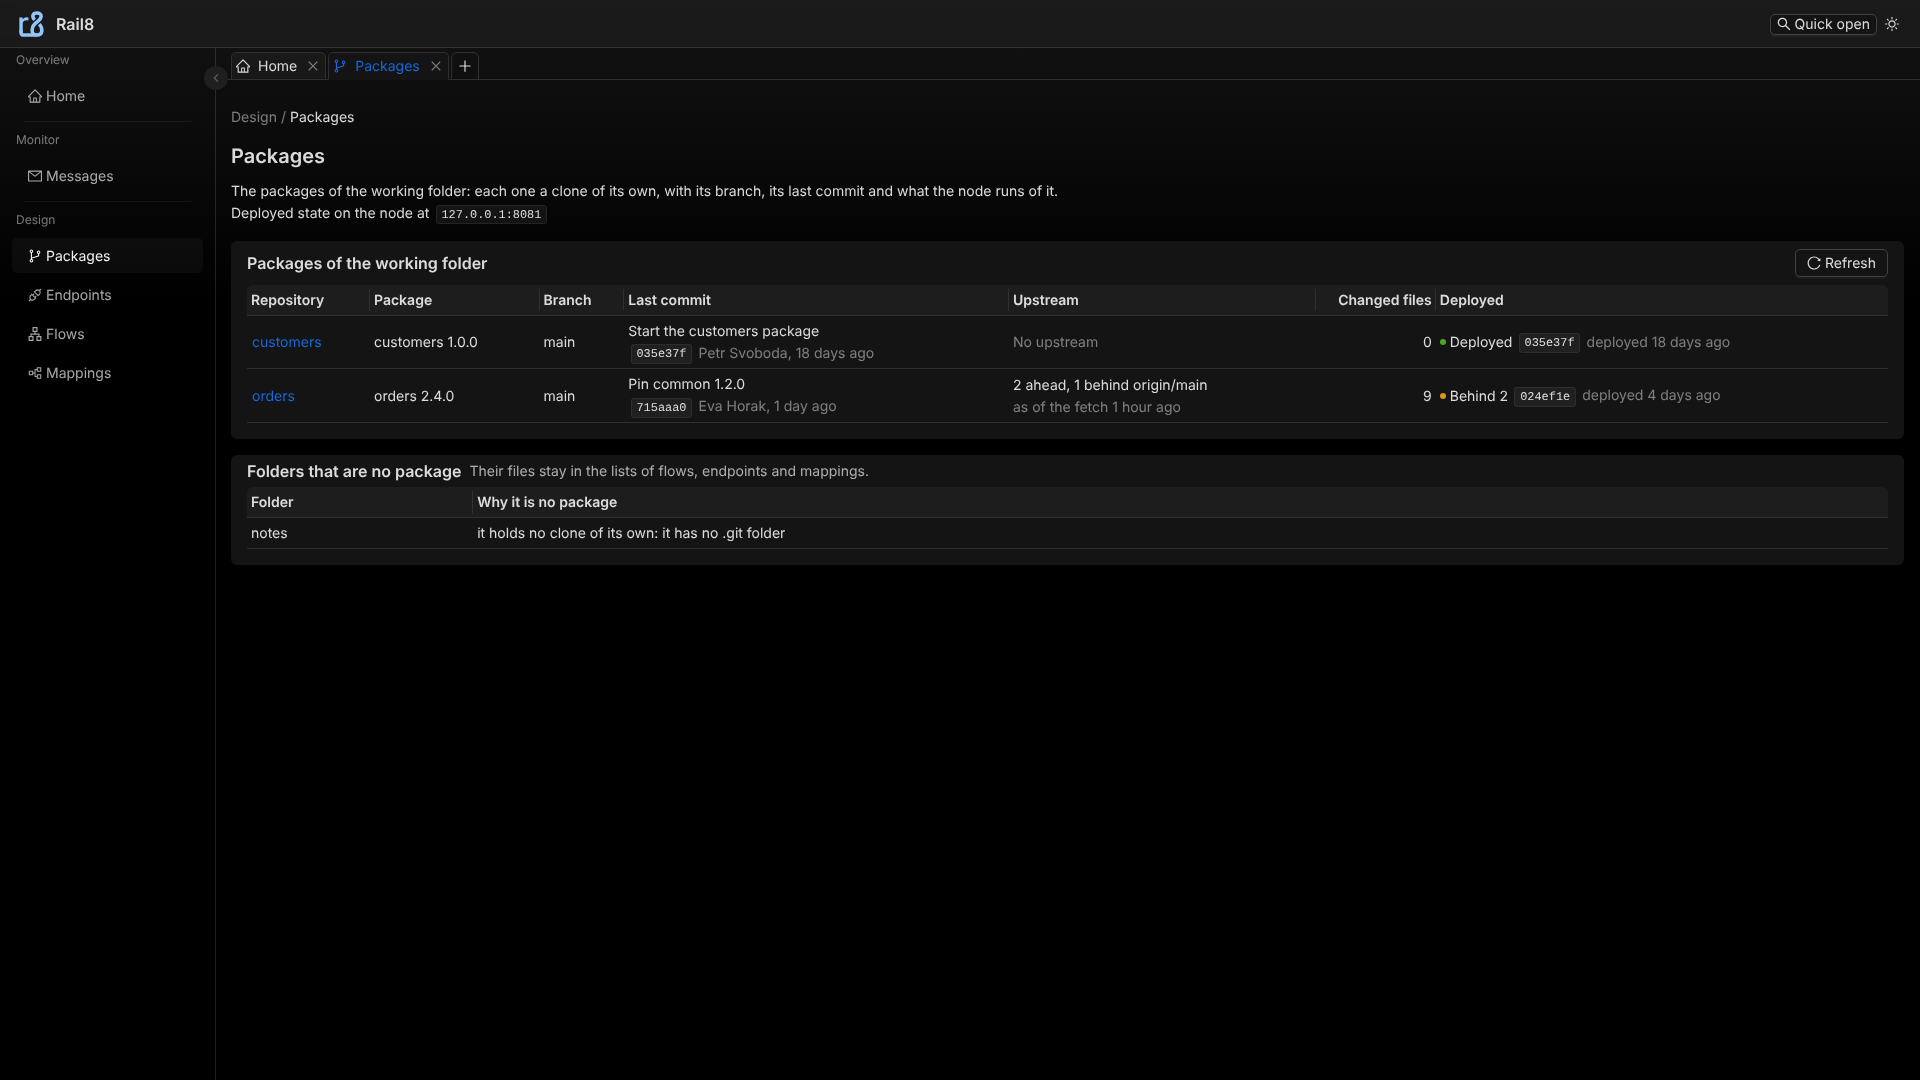 Rail8
Quick open
Overview
Home
Monitor
Messages
Design
Packages
Endpoints
Flows
Mappings
Home
Packages
Design / Packages
Packages
The packages of the working folder: each one a clone of its own, with its branch, its last commit and what the node runs of it.
Deployed state on the node at 127.0.0.1:8081
Packages of the working folder
Refresh
Repository Package Branch Last commit Upstream Changed files Deployed
customers customers 1.0.0 main Start the customers package No upstream 0 Deployed 035e37f deployed 18 days ago
035e37f Petr Svoboda, 18 days ago
orders orders 2.4.0 main Pin common 1.2.0 2 ahead, 1 behind origin/main 9 Behind 2 024ef1e deployed 4 days ago
715aaa0 Eva Horak, 1 day ago as of the fetch 1 hour ago
Folders that are no package Their files stay in the lists of flows, endpoints and mappings.
Folder Why it is no package
notes it holds no clone of its own: it has no .git folder